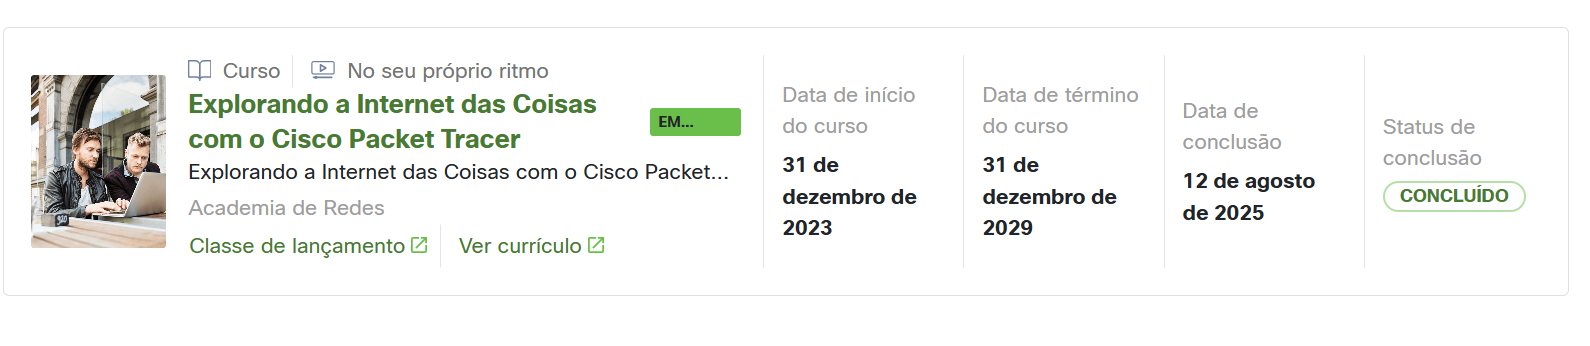 Curso
No seu próprio ritmo
Explorando a Internet das Coisas
com o Cisco Packet Tracer
EM...
Explorando a Internet das Coisas com o Cisco Packet...
Academia de Redes
Classe de lançamento
Ver currículo
Data de início
do curso
31 de
dezembro de
2023
Data de término
do curso
31 de
dezembro de
2029
Data de
conclusão
12 de agosto
de 2025
Status de
conclusão
CONCLUÍDO